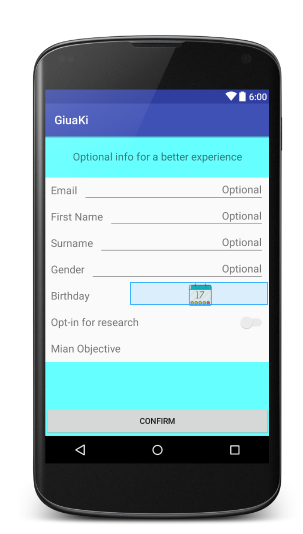 6:00
GiuaKi
Optional info for a better experience
Email Optional
First Name Optional
Surname Optional
Gender Optional
Birthday 17
Opt-in for research
Mian Objective
CONFIRM